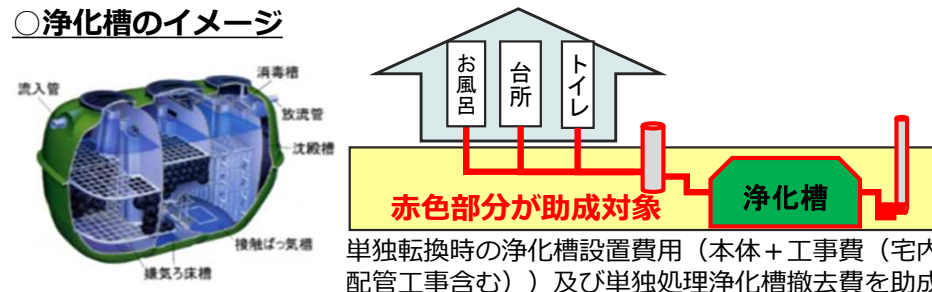 ○浄化槽のイメージ
消毒槽
流入管
放流管
沈殿槽
接触ばっ気槽
嫌気ろ床槽
お風呂
台所
トイレ
浄化槽
赤色部分が助成対象
単独転換時の浄化槽設置費用（本体＋工事費（宅内
配管工事含む））及び単独処理浄化槽撤去費を助成